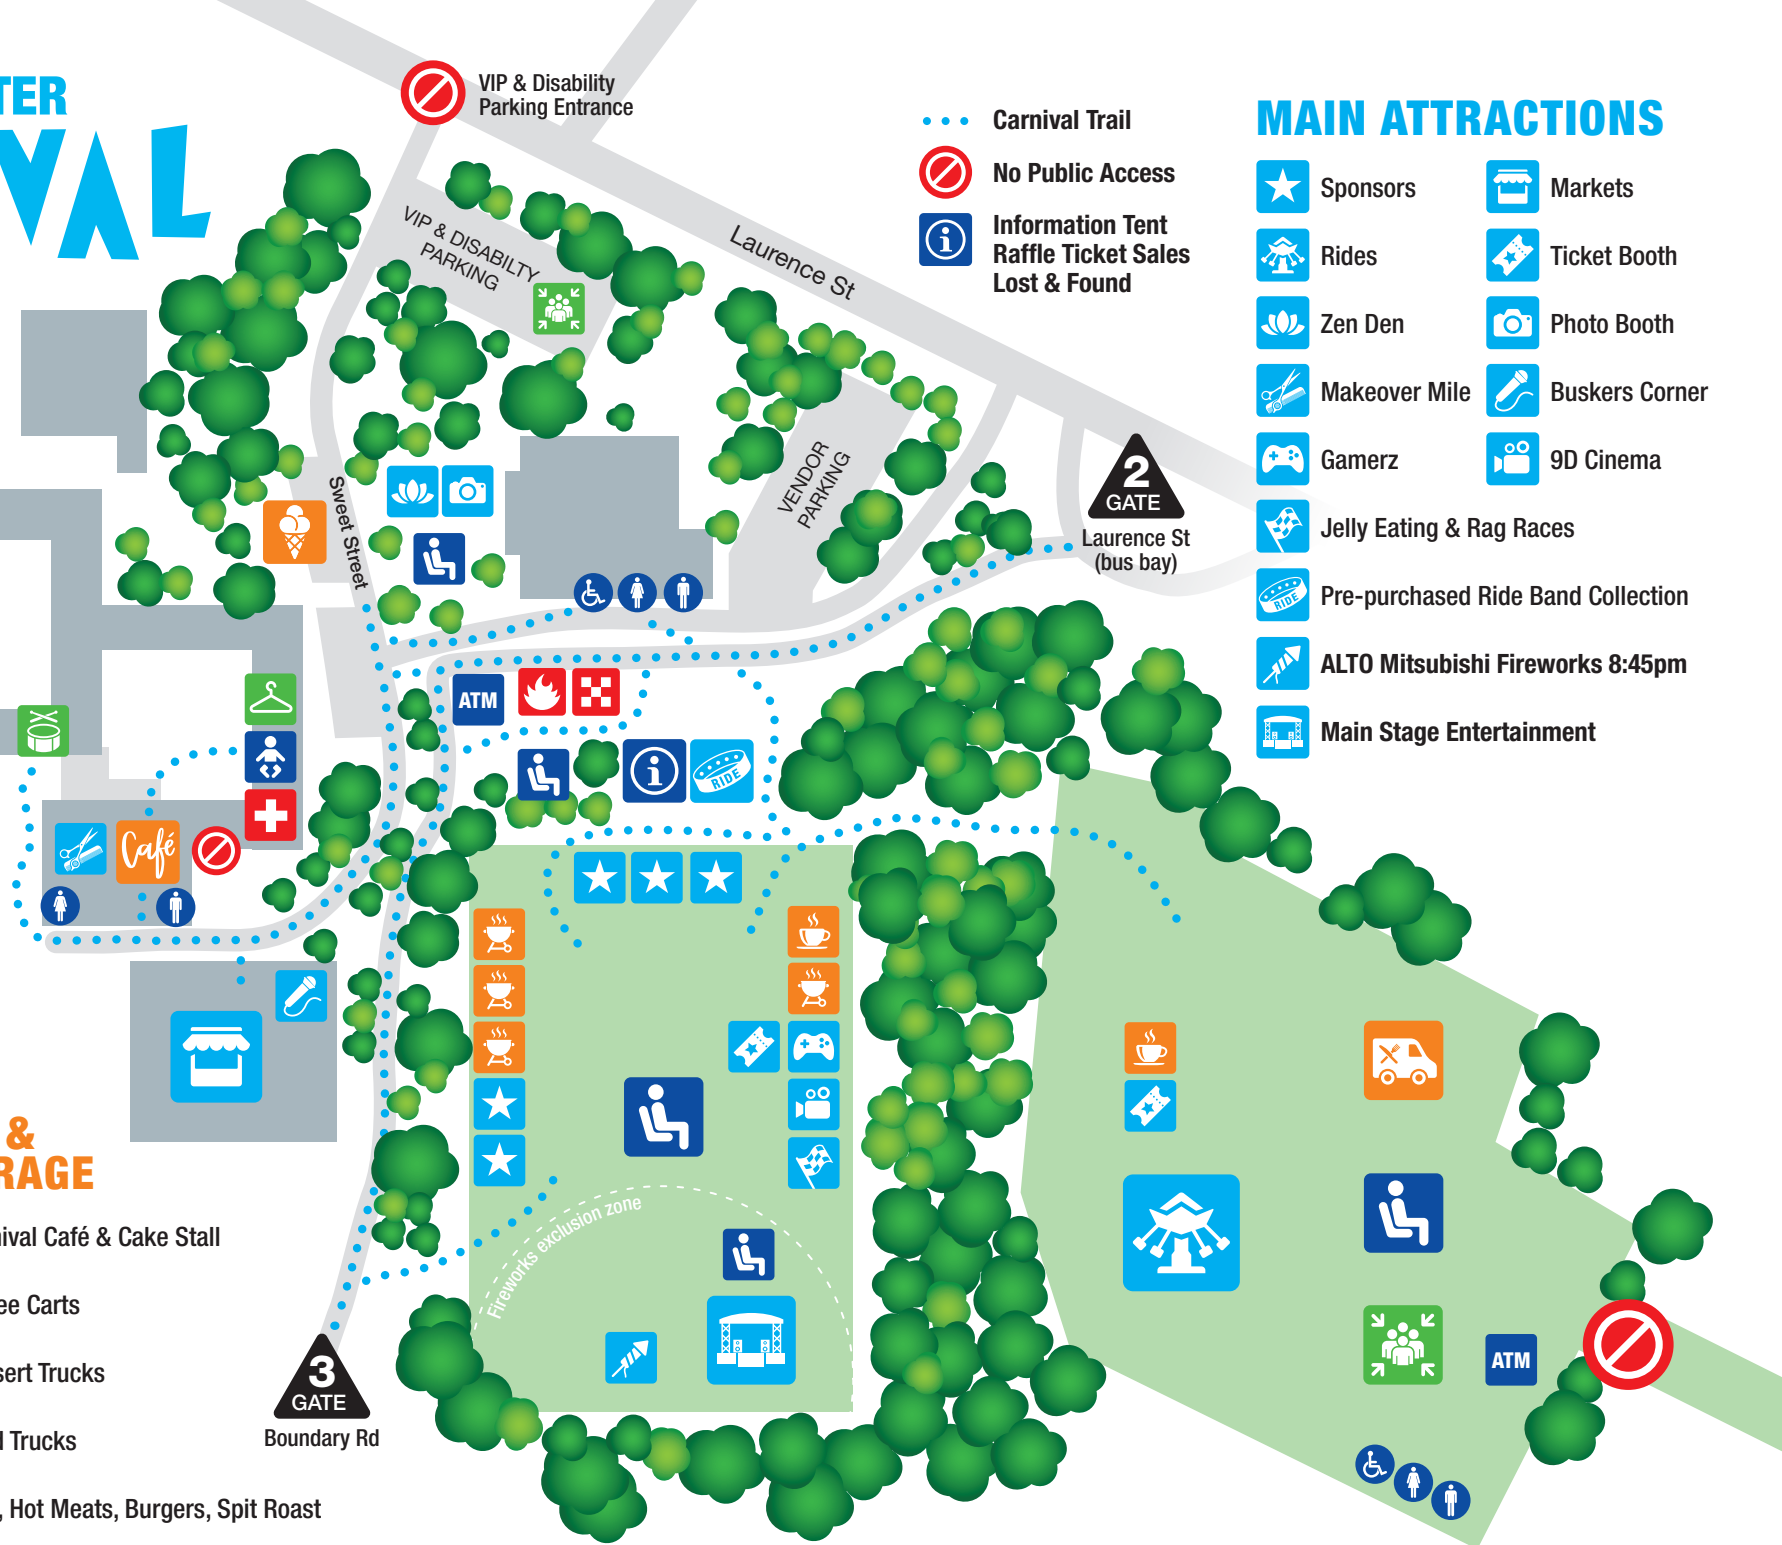 TER
VAL
VIP & Disability
Parking Entrance
VIP & DISABILTY
PARKING
Laurence St
VENDOR
PARKING
Sweet Street
2
GATE
Laurence St
(bus bay)
ATM
RIDE
Café
Fireworks exclusion zone
ATM
3
GATE
Boundary Rd
Carnival Trail
No Public Access
Information Tent
Raffle Ticket Sales
Lost & Found
MAIN ATTRACTIONS
Sponsors
Markets
Rides
Ticket Booth
Zen Den
Photo Booth
Makeover Mile
Buskers Corner
Gamerz
9D Cinema
Jelly Eating & Rag Races
RIDE
Pre-purchased Ride Band Collection
ALTO Mitsubishi Fireworks 8:45pm
Main Stage Entertainment
&
RAGE
nival Café & Cake Stall
ee Carts
sert Trucks
Trucks
, Hot Meats, Burgers, Spit Roast